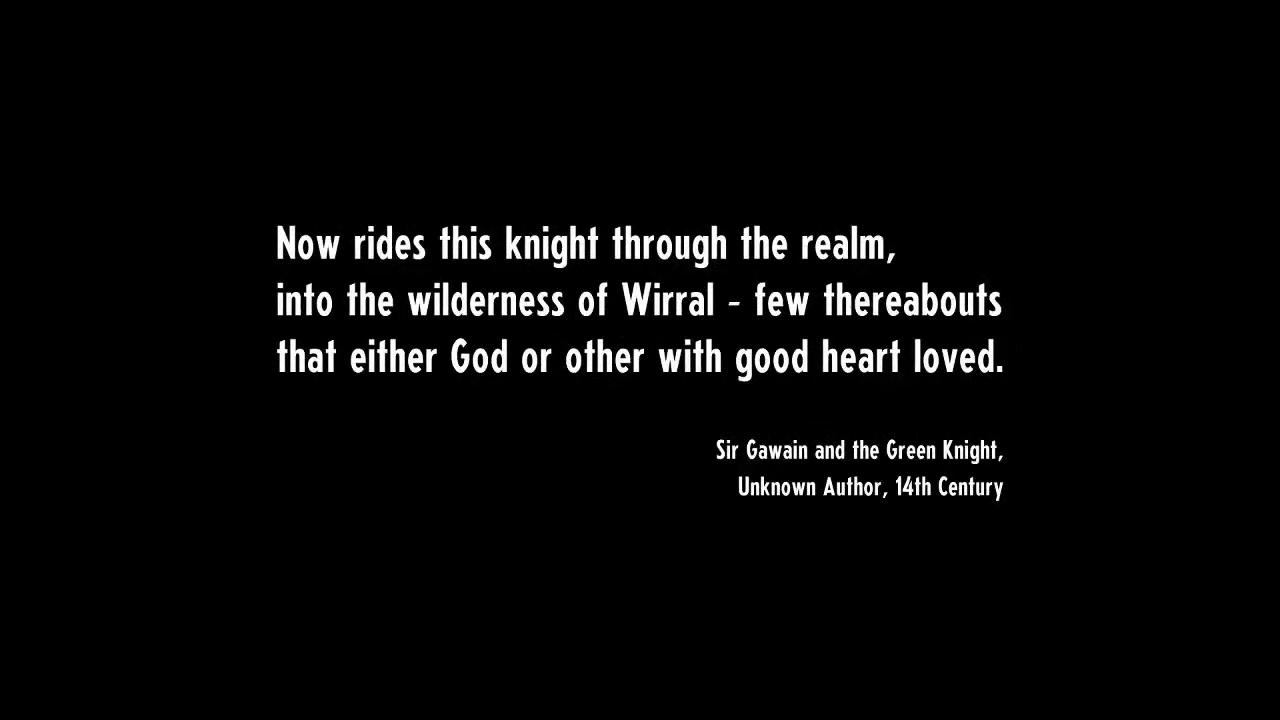 Now rides this knight through the realm,
into the wilderness of Wirral - few thereabouts
that either God or other with good heart loved.
Sir Gawain and the Green Knight,
Unknown Author, 14th Century